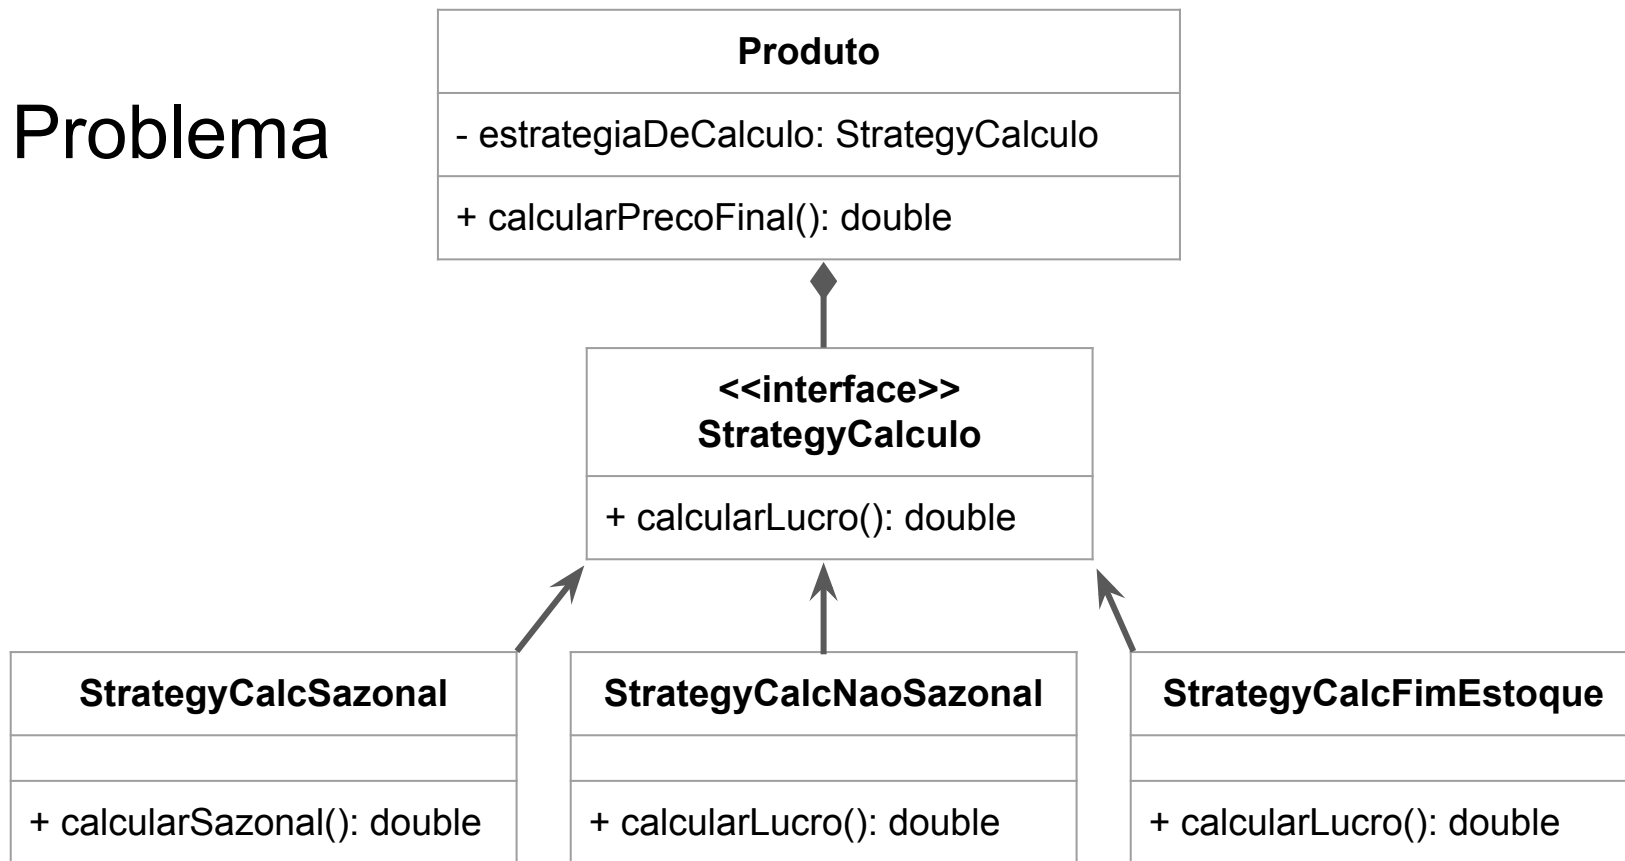 Problema
Produto
- estrategiaDeCalculo: StrategyCalculo
+ calcularPrecoFinal(): double
<<interface>>
StrategyCalculo
+ calcularLucro(): double
StrategyCalcSazonal
+ calcularSazonal(): double
StrategyCalcNaoSazonal
+ calcularLucro(): double
StrategyCalcFimEstoque
+ calcularLucro(): double